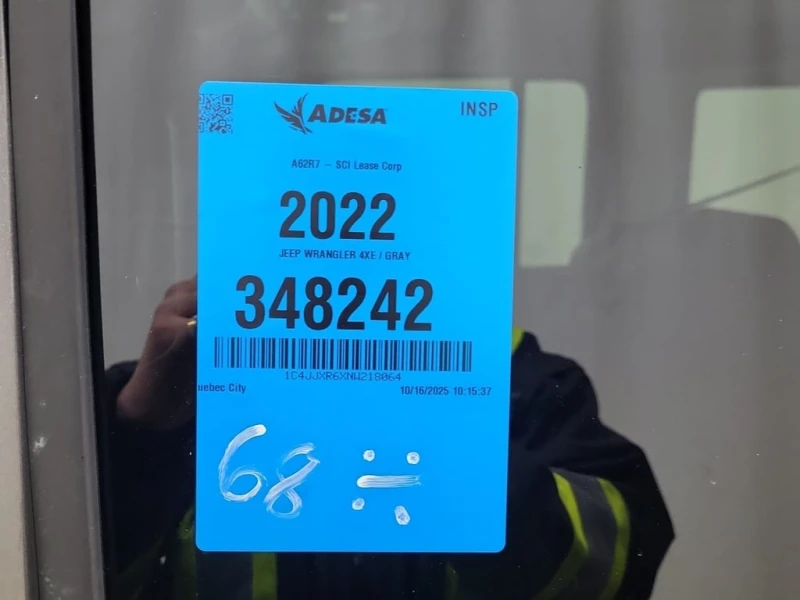 ADESA
INSP
A62R7 - SCI Lease Corp
2022
JEEP WRANGLER 4XE / GRAY
348242
1C4JJXR6XNW218064
uebec City
10/16/2025 10:15:37
68